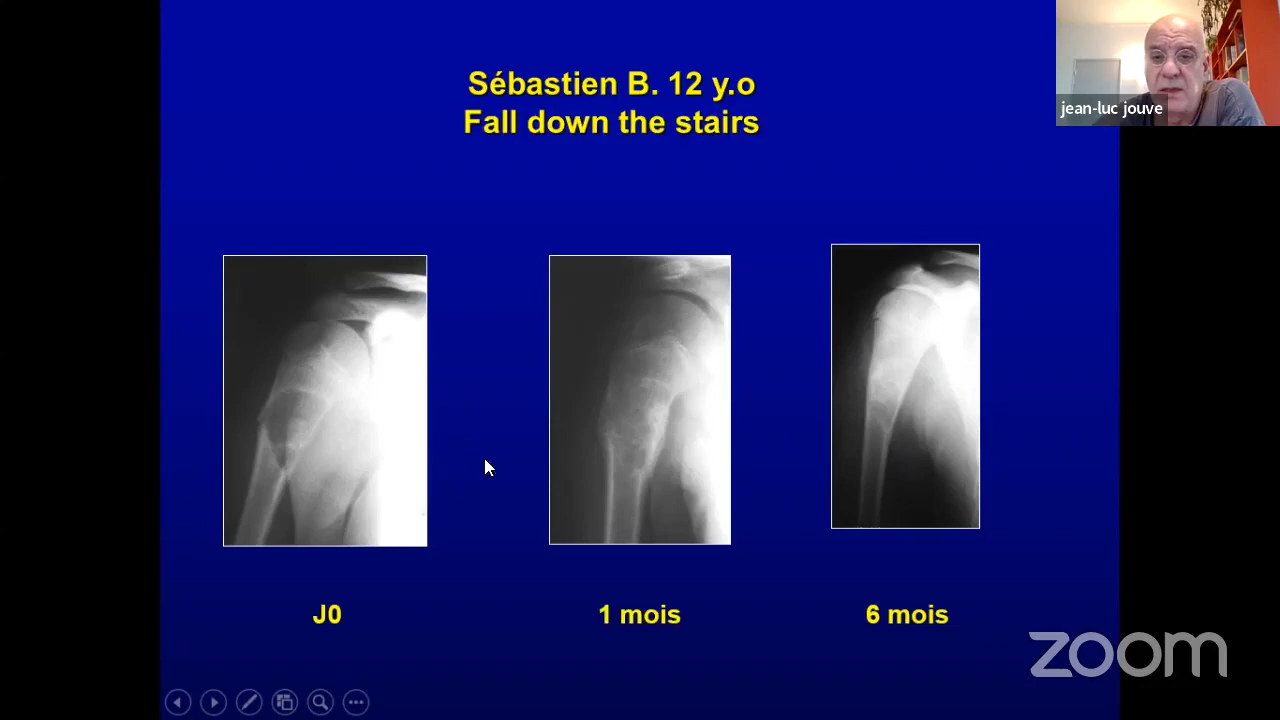 Sébastien B. 12 y.o
Fall down the stairs
jean-luc jouve
J0
1 mois
6 mois
zoom